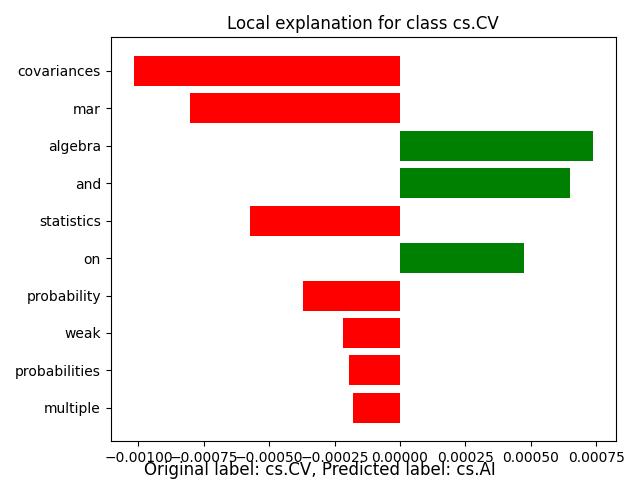 Local explanation for class cs.CV
covariances
mar
algebra
and
statistics
on
probability
weak
probabilities
multiple
−0.00100 −0.00075 −0.00050 −0.00025 0.00000 0.00025 0.00050 0.00075
Original label: cs.CV, Predicted label: cs.AI